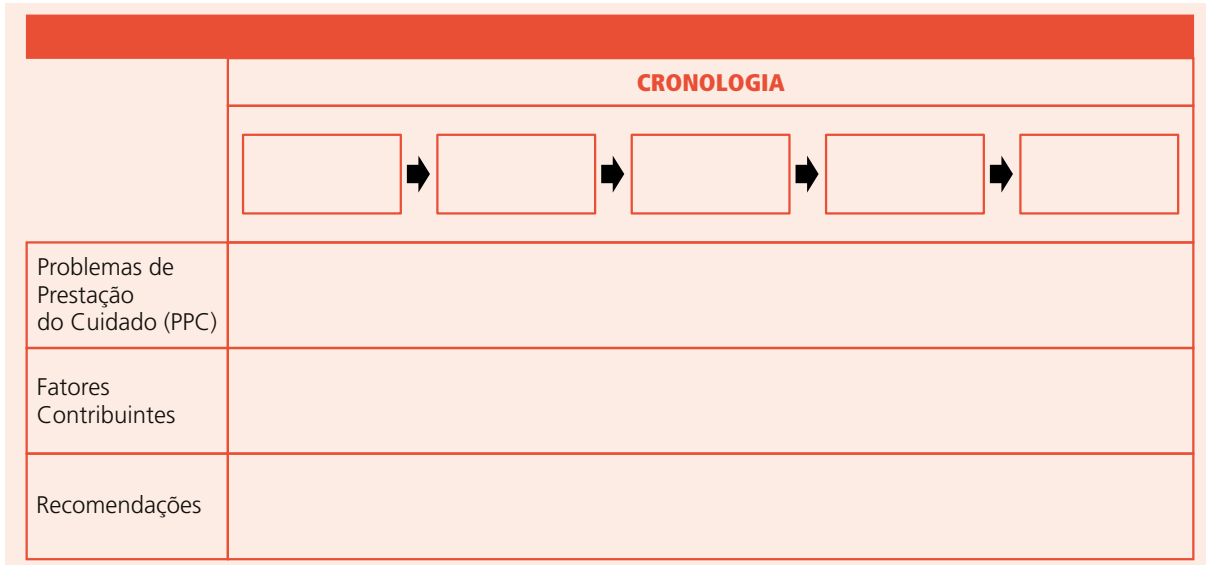 CRONOLOGIA
Problemas de
Prestação
do Cuidado (PPC)
Fatores
Contribuintes
Recomendações